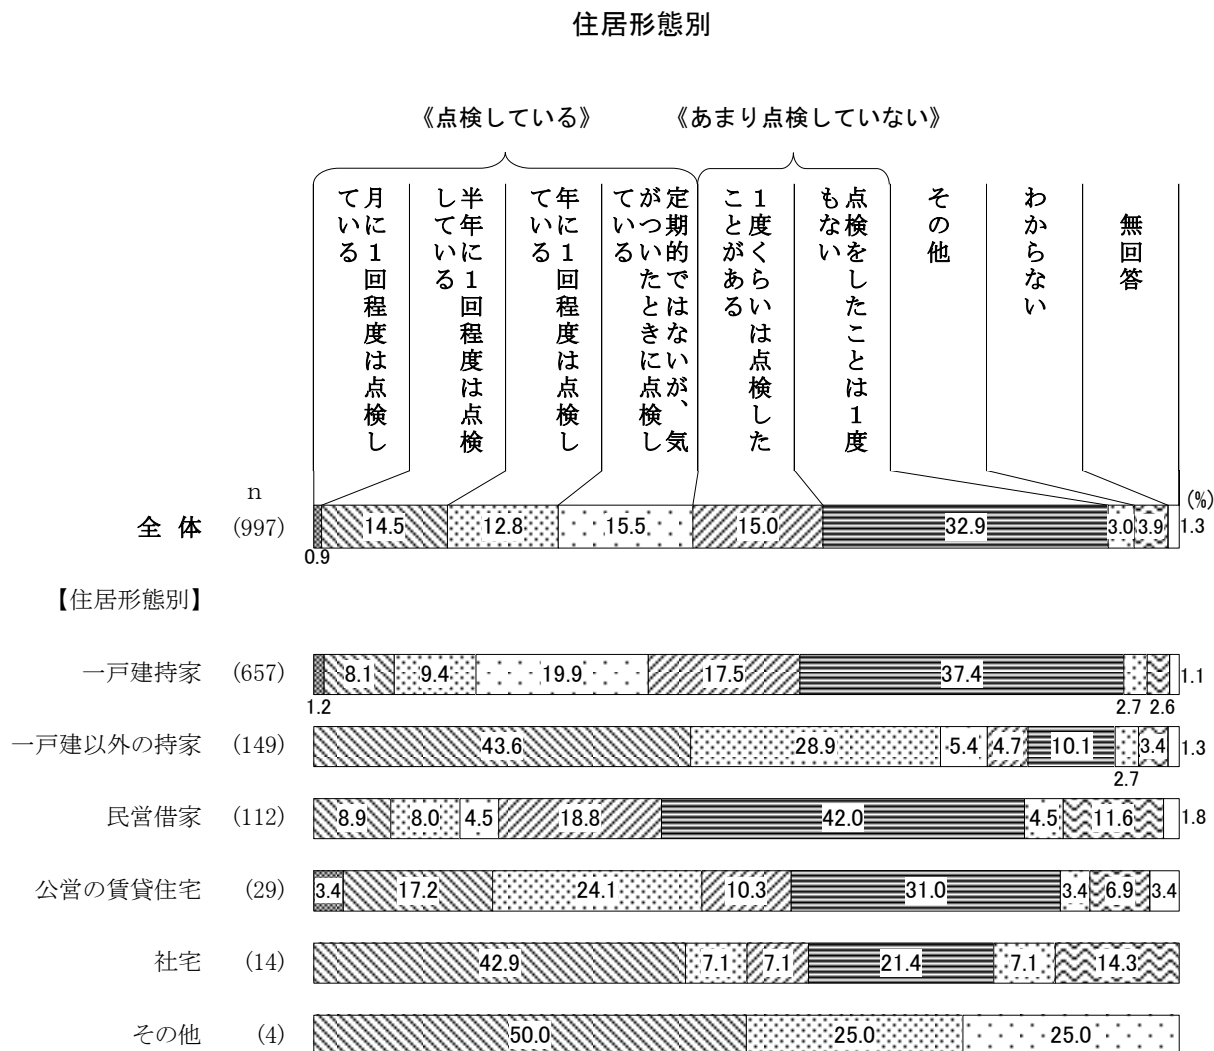 住居形態別
《点検している》
《あまり点検していない》
月に１回程度は点検し
ている
半年に１回程度は点検
している
年に１回程度は点検し
ている
定期的ではないが、気
がついたときに点検し
ている
１度くらいは点検した
ことがある
点検をしたことは１度
もない
その他
わからない
無回答
n
(%)
全 体 (997) 14.5 12.8 15.5 15.0 32.9 3.0 3.9 1.3
0.9
【住居形態別】
一戸建持家 (657) 8.1 9.4 19.9 17.5 37.4 1.1
1.2 2.7 2.6
一戸建以外の持家 (149) 43.6 28.9 5.4 4.7 10.1 3.4 1.3
2.7
民営借家 (112) 8.9 8.0 4.5 18.8 42.0 4.5 11.6 1.8
公営の賃貸住宅 (29) 3.4 17.2 24.1 10.3 31.0 3.4 6.9 3.4
社宅 (14) 42.9 7.1 7.1 21.4 7.1 14.3
その他 (4) 50.0 25.0 25.0